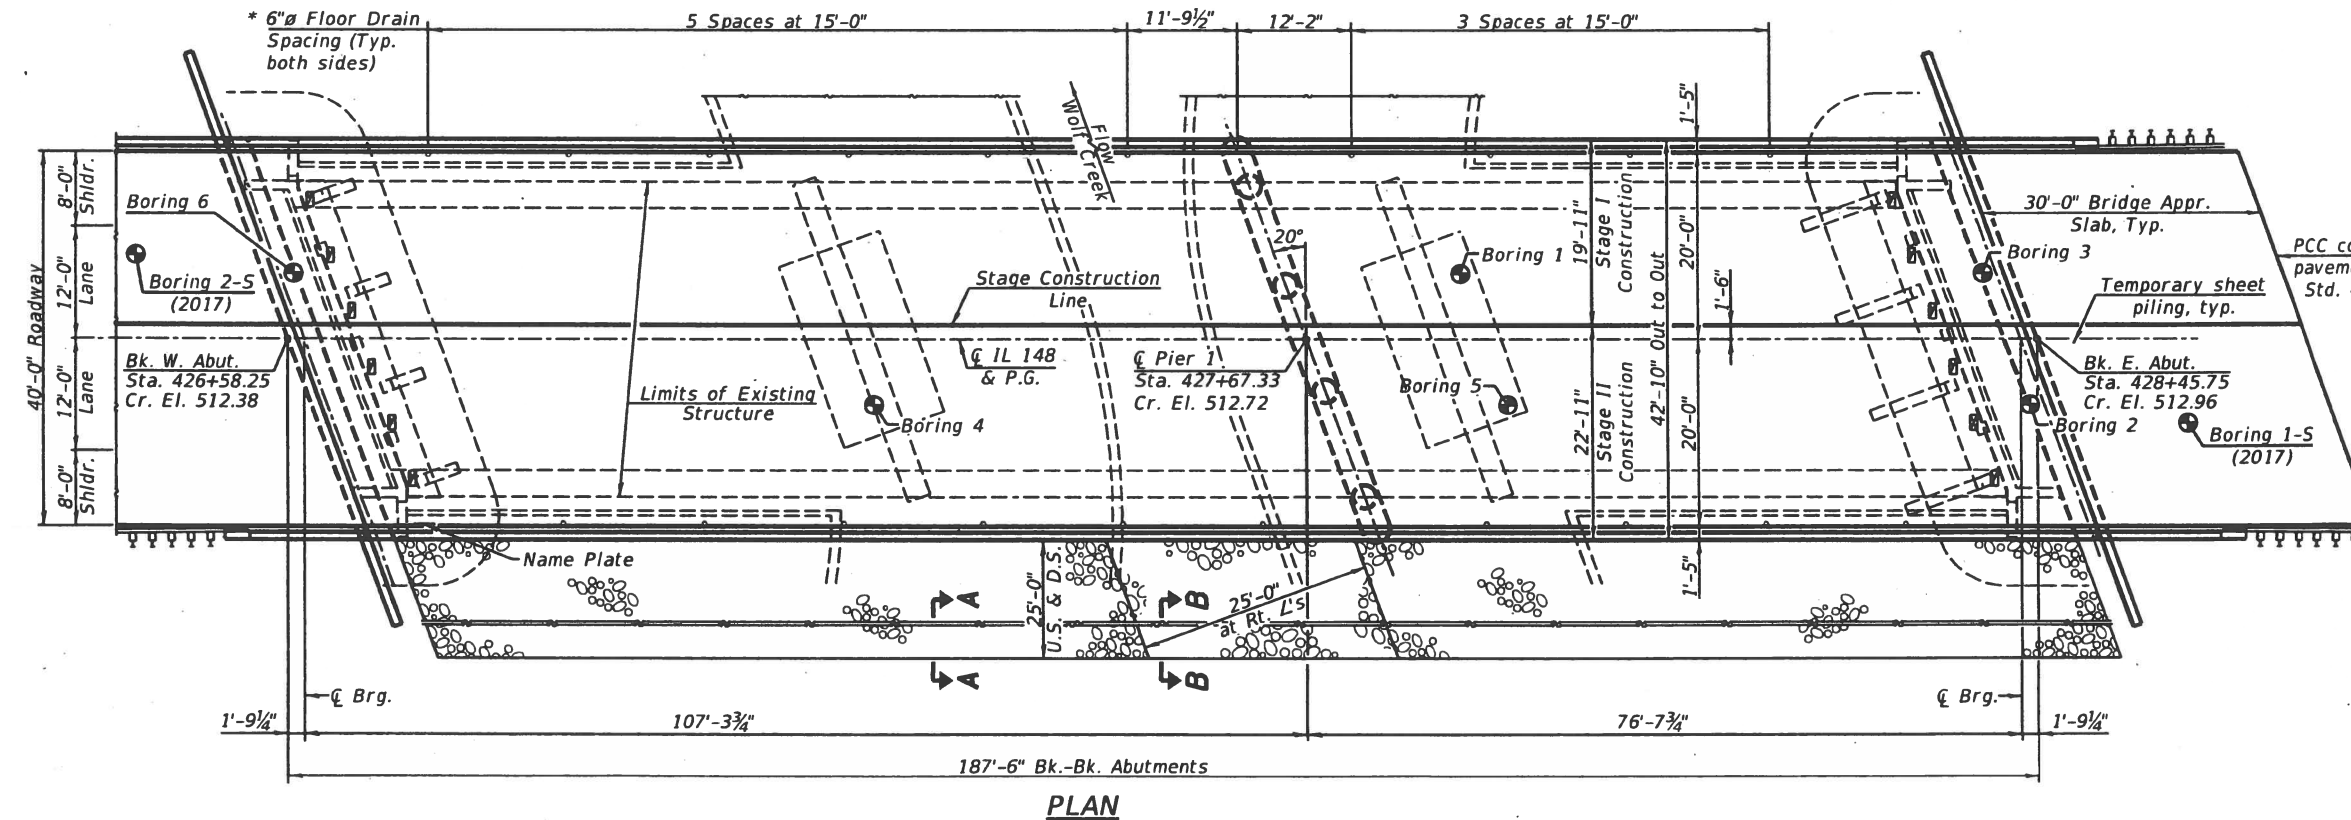 * 6"ø Floor Drain
Spacing (Typ.
both sides)
5 Spaces at 15'-0"
11'-9½"
12'-2"
3 Spaces at 15'-0"
1'-5"
Flow
Wolf Creek
40'-0" Roadway
8'-0"
Shldr.
12'-0"
Lane
12'-0"
Lane
8'-0"
Shldr.
Boring 6
Boring 2-S
(2017)
Bk. W. Abut.
Sta. 426+58.25
Cr. El. 512.38
Stage Construction
Line
℄ IL 148
& P.G.
Limits of Existing
Structure
Boring 4
20°
℄ Pier 1
Sta. 427+67.33
Cr. El. 512.72
Boring 1
Boring 5
19'-11"
Stage I
Construction
22'-11"
Stage II
Construction
42'-10" Out to Out
20'-0"
20'-0"
1'-6"
1'-5"
30'-0" Bridge Appr.
Slab, Typ.
Boring 3
PCC co
pavem
Std.
Temporary sheet
piling, typ.
Bk. E. Abut.
Sta. 428+45.75
Cr. El. 512.96
Boring 2
Boring 1-S
(2017)
Name Plate
25'-0"
U.S. & D.S.
A
A
B
B
25'-0"
at Rt. L's
℄ Brg.
℄ Brg.
1'-9¼"
107'-3¾"
76'-7¾"
1'-9¼"
187'-6" Bk.-Bk. Abutments
PLAN